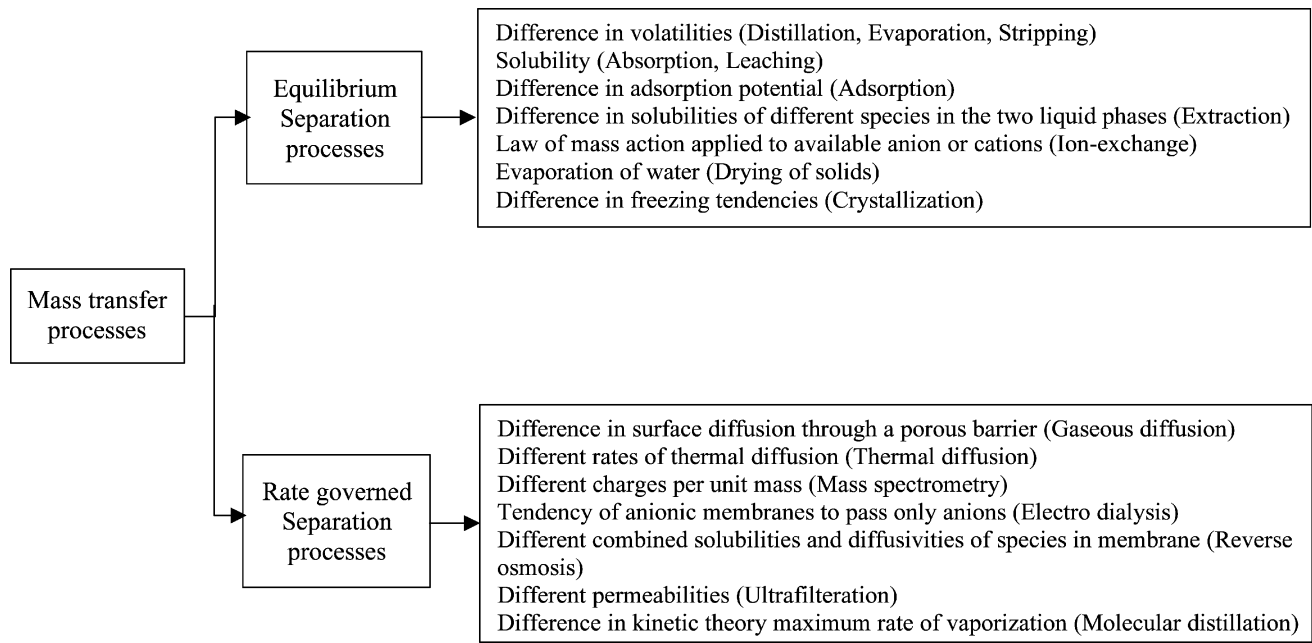 Mass transfer
processes
Equilibrium
Separation
processes
Difference in volatilities (Distillation, Evaporation, Stripping)
Solubility (Absorption, Leaching)
Difference in adsorption potential (Adsorption)
Difference in solubilities of different species in the two liquid phases (Extraction)
Law of mass action applied to available anion or cations (Ion-exchange)
Evaporation of water (Drying of solids)
Difference in freezing tendencies (Crystallization)
Rate governed
Separation
processes
Difference in surface diffusion through a porous barrier (Gaseous diffusion)
Different rates of thermal diffusion (Thermal diffusion)
Different charges per unit mass (Mass spectrometry)
Tendency of anionic membranes to pass only anions (Electro dialysis)
Different combined solubilities and diffusivities of species in membrane (Reverse
osmosis)
Different permeabilities (Ultrafilteration)
Difference in kinetic theory maximum rate of vaporization (Molecular distillation)